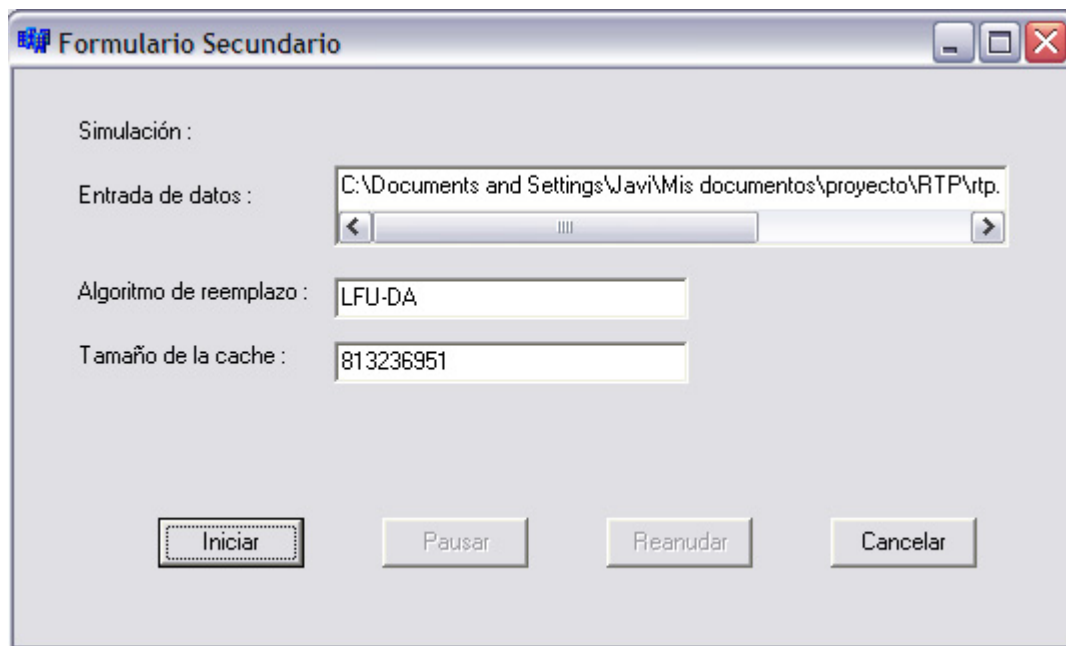 Formulario Secundario
Simulación :
Entrada de datos :
C:\Documents and Settings\Javi\Mis documentos\proyecto\RTP\rtp.
Algoritmo de reemplazo :
LFU-DA
Tamaño de la cache :
813236951
Iniciar
Pausar
Reanudar
Cancelar